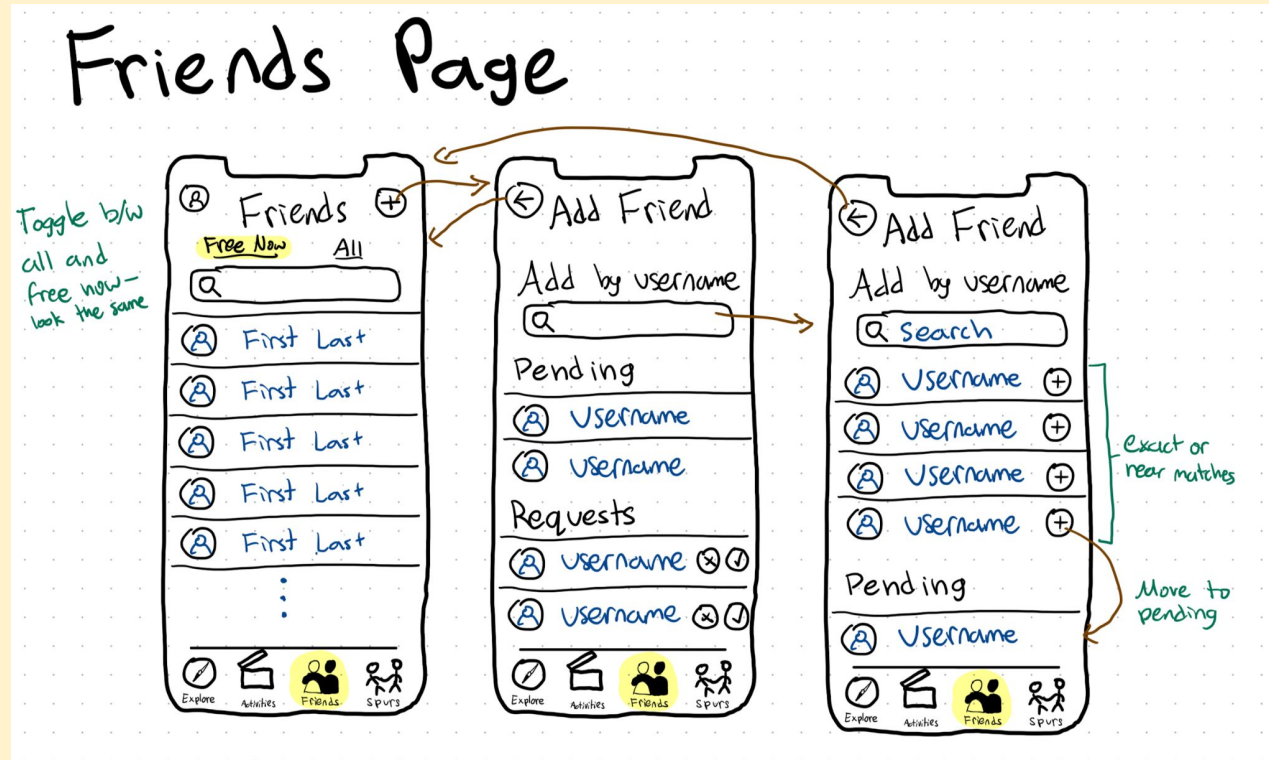 Friends Page
Toggle b/w
all and
free now –
look the same
Friends
Free Now All
First Last
First Last
First Last
First Last
First Last
Explore Activities Friends Spurs
Add Friend
Add by username
Pending
Username
Username
Requests
Username
Username
Explore Activities Friends Spurs
Add Friend
Add by username
Search
Username
Username
Username
Username
exact or
near matches
Pending
Username
Move to
pending
Explore Activities Friends Spurs